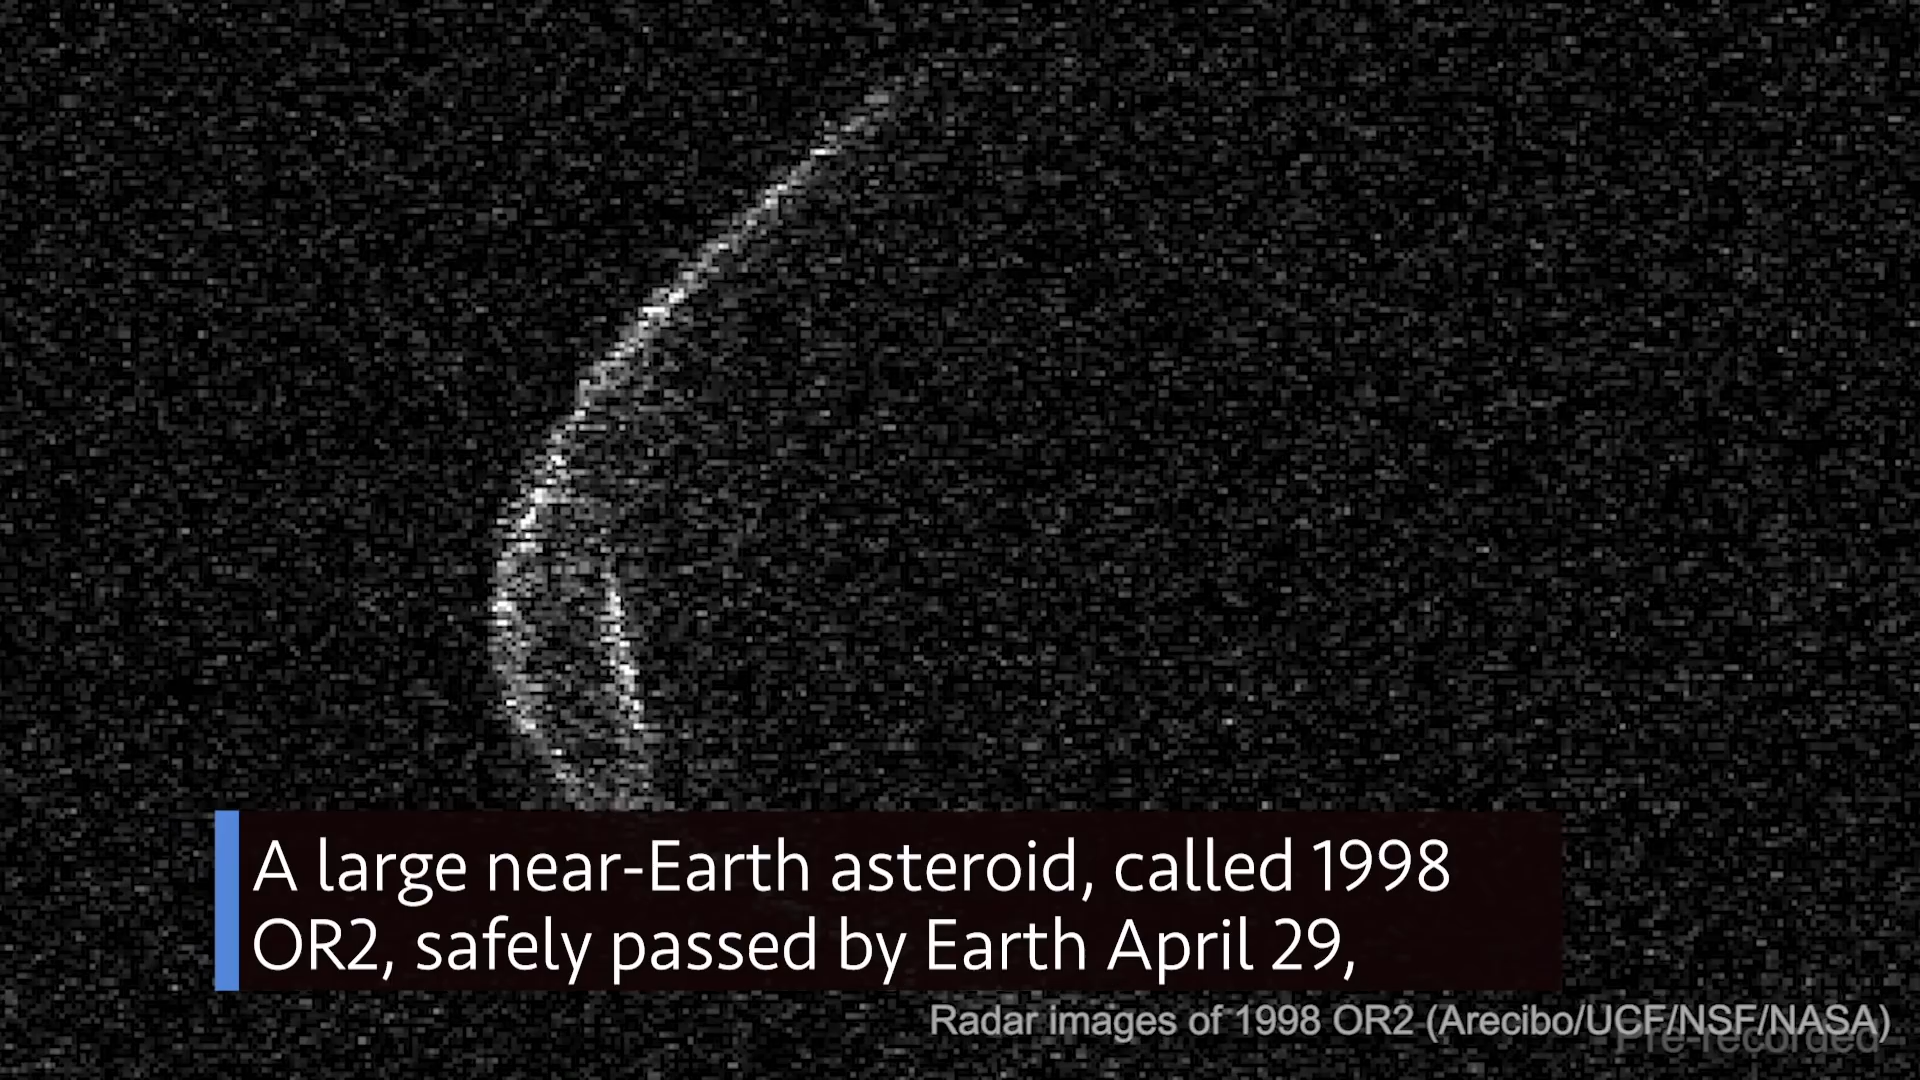 A large near-Earth asteroid, called 1998
OR2, safely passed by Earth April 29,
Radar images of 1998 OR2 (Arecibo/UCF/NSF/NASA)
Pre-recorded